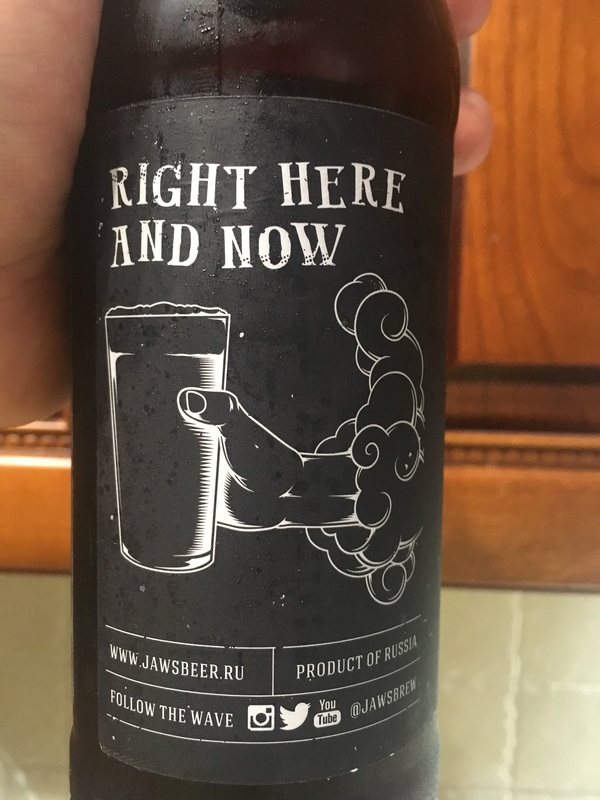 RIGHT HERE
AND NOW
WWW.JAWSBEER.RU
PRODUCT OF RUSSIA
FOLLOW THE WAVE You Tube @JAWSBREW